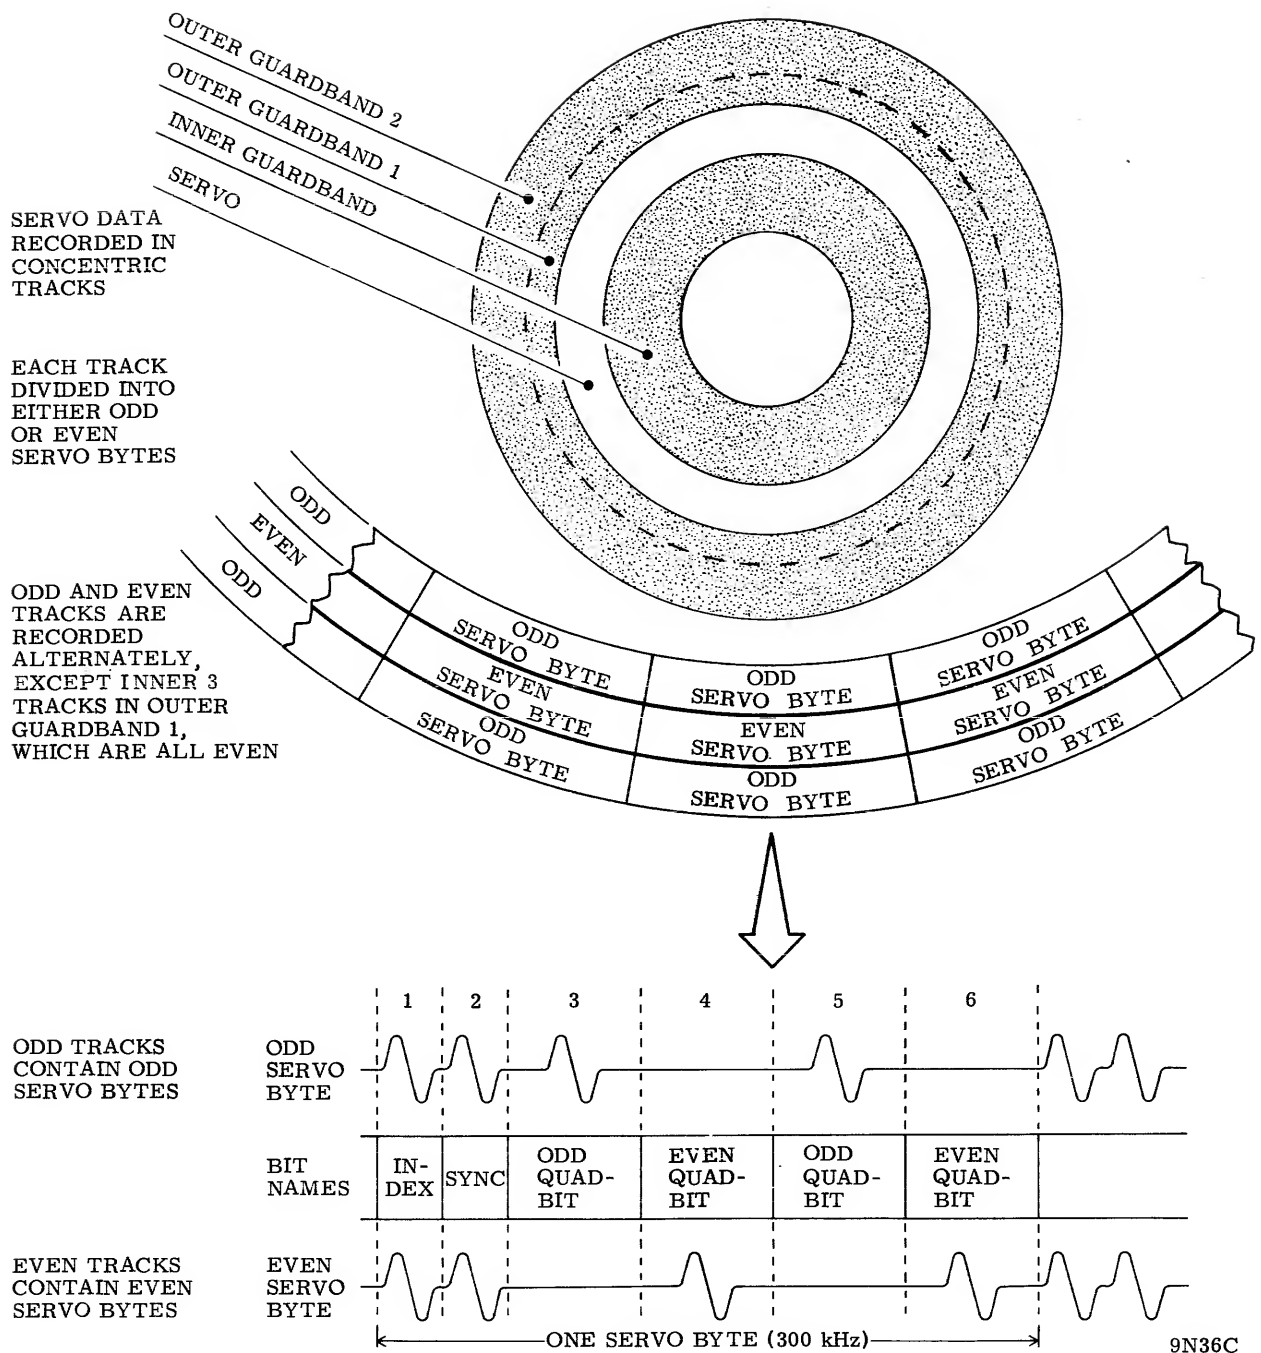 OUTER GUARDBAND 2
OUTER GUARDBAND 1
INNER GUARDBAND
SERVO
SERVO DATA
RECORDED IN
CONCENTRIC
TRACKS
EACH TRACK
DIVIDED INTO
EITHER ODD
OR EVEN
SERVO BYTES
ODD AND EVEN
TRACKS ARE
RECORDED
ALTERNATELY,
EXCEPT INNER 3
TRACKS IN OUTER
GUARDBAND 1,
WHICH ARE ALL EVEN
ODD
EVEN
ODD
ODD
SERVO BYTE
EVEN
SERVO BYTE
ODD
SERVO BYTE
ODD
SERVO BYTE
EVEN
SERVO BYTE
ODD
SERVO BYTE
ODD
SERVO BYTE
EVEN
SERVO BYTE
ODD
SERVO BYTE
1 2 3 4 5 6
ODD TRACKS
CONTAIN ODD
SERVO BYTES
ODD
SERVO
BYTE
BIT
NAMES
IN-
DEX
SYNC
ODD
QUAD-
BIT
EVEN
QUAD-
BIT
ODD
QUAD-
BIT
EVEN
QUAD-
BIT
EVEN TRACKS
CONTAIN EVEN
SERVO BYTES
EVEN
SERVO
BYTE
ONE SERVO BYTE (300 kHz)
9N36C